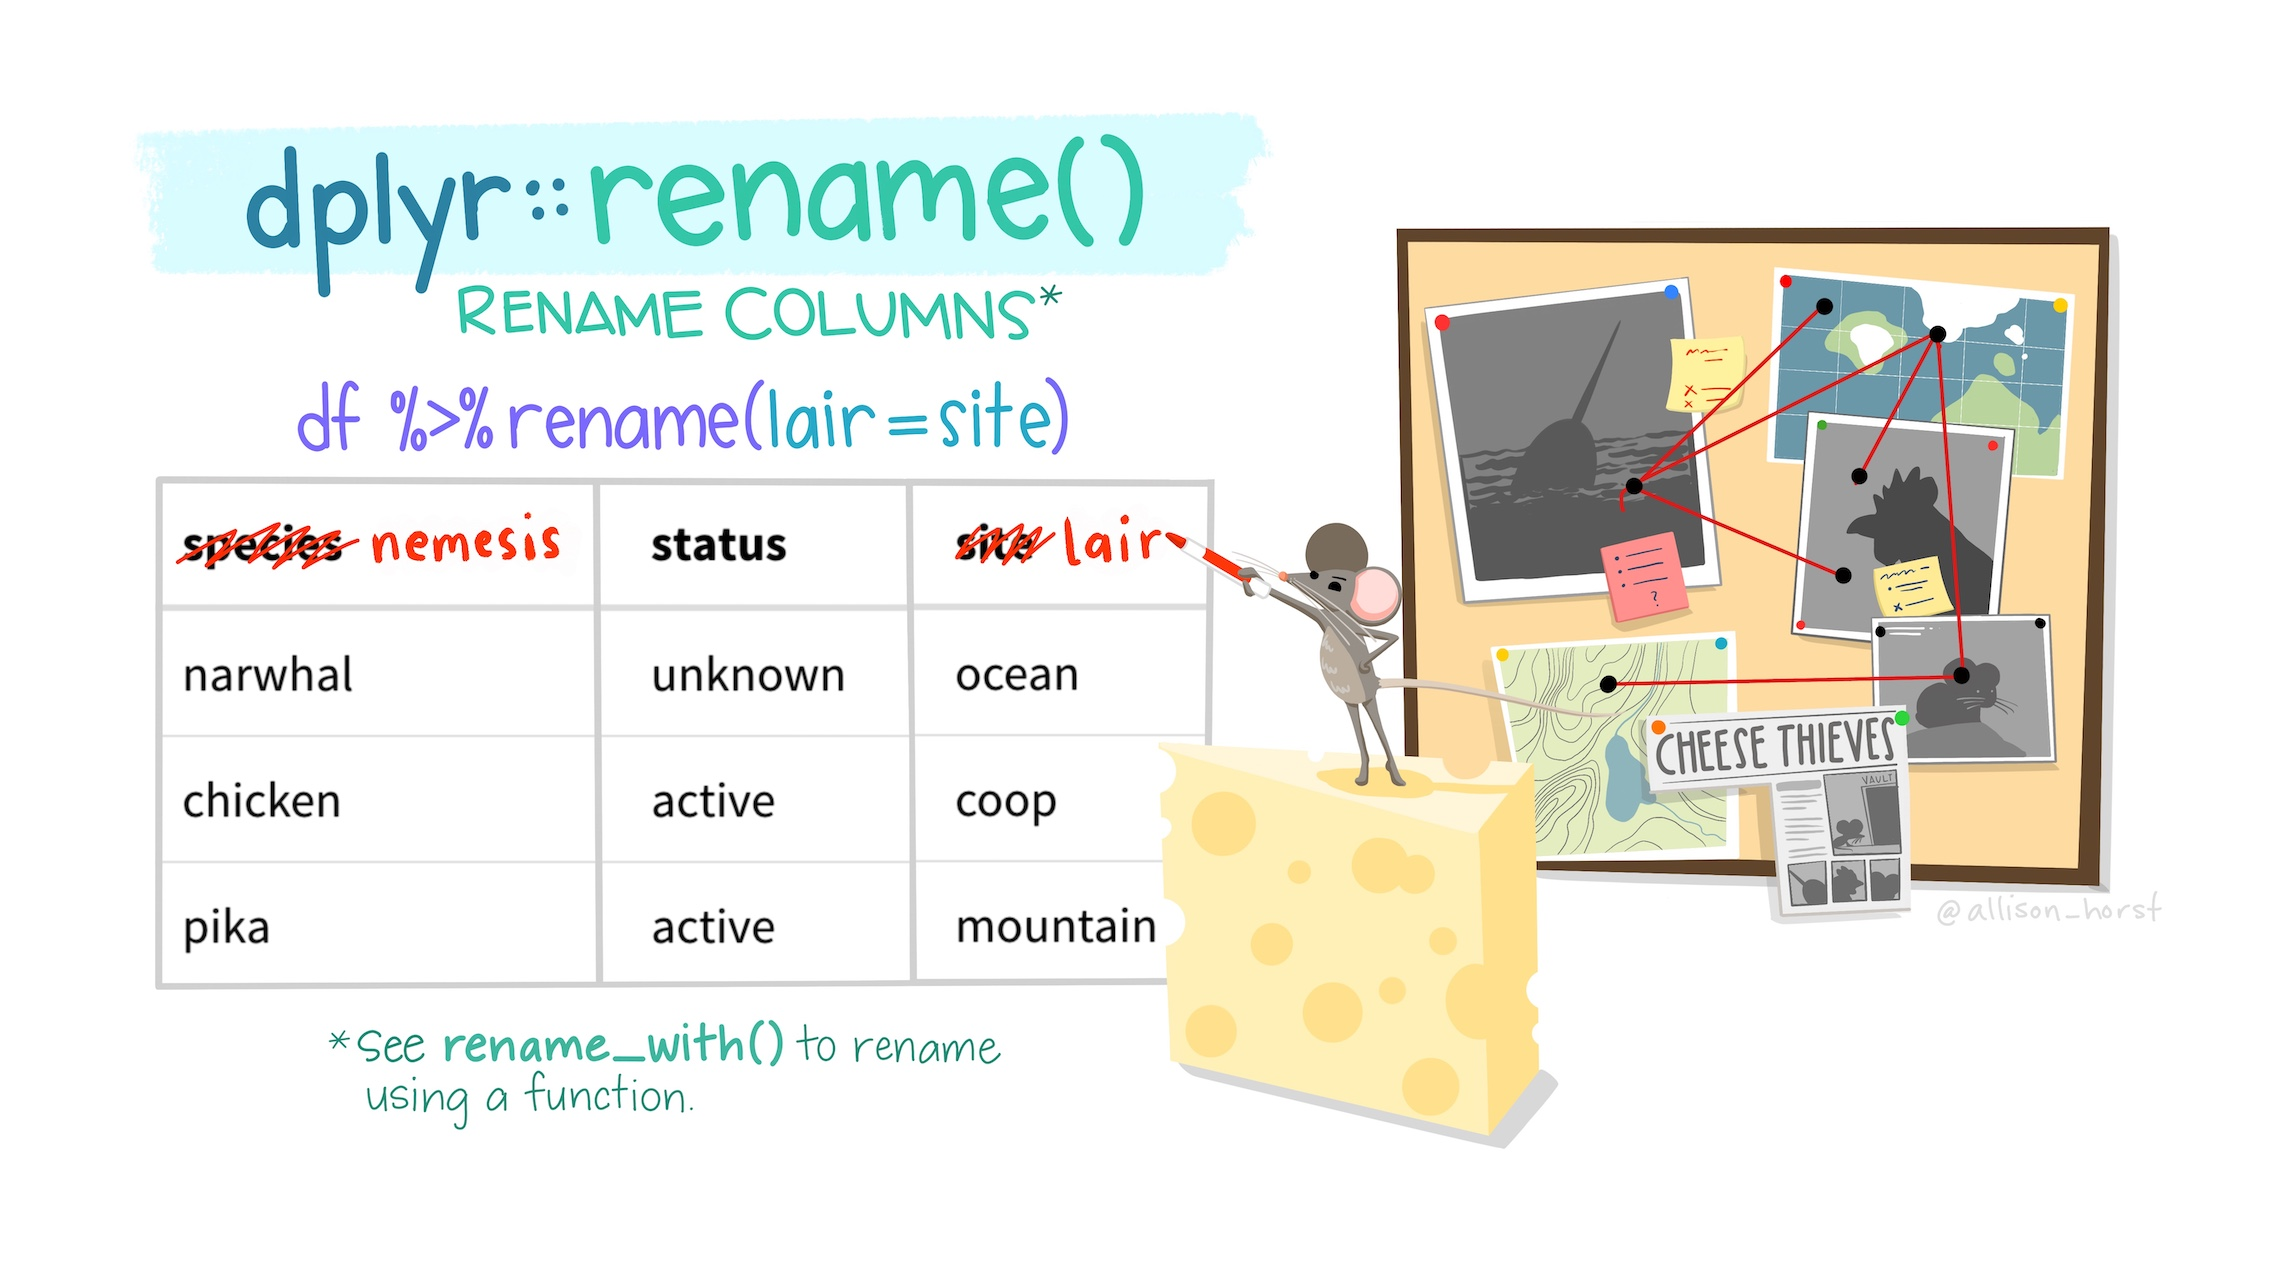 dplyr::rename()
RENAME COLUMNS*
df %>% rename(lair=site)
species nemesis status site lair
narwhal unknown ocean
chicken active coop
pika active mountain
*See rename_with() to rename
using a function.
?
x
x
x
CHEESE THIEVES
VAULT
@allison_horst